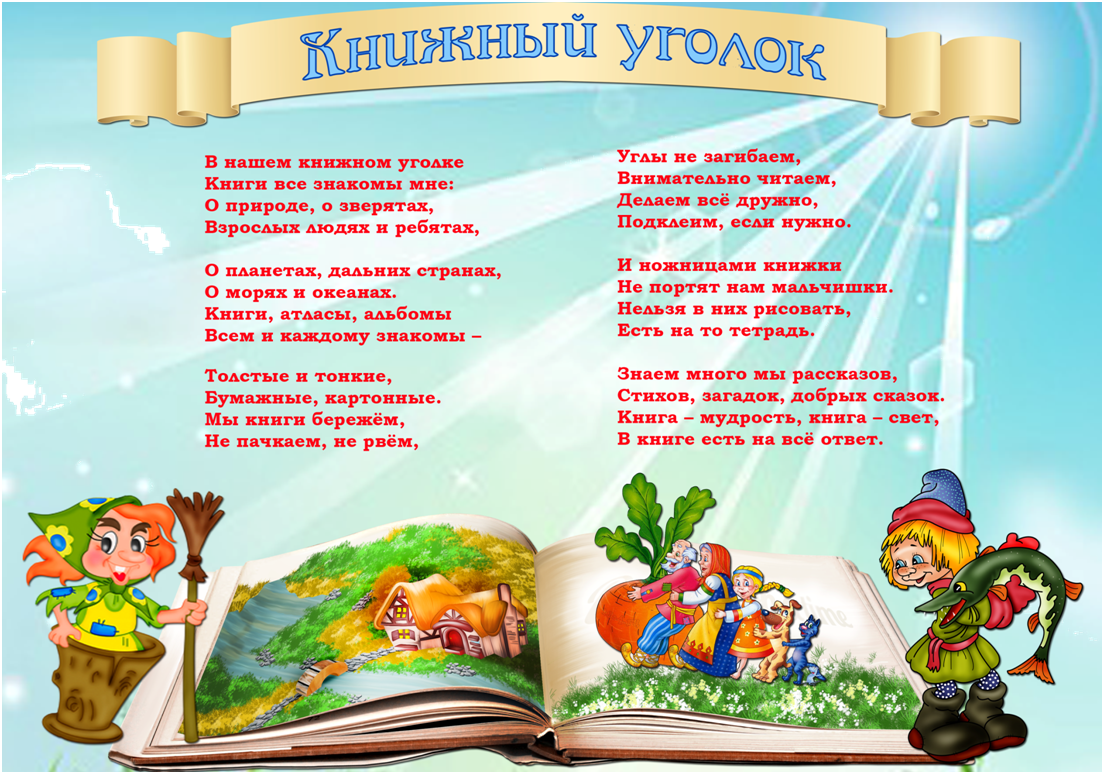 Книжный уголок
В нашем книжном уголке
Книги все знакомы мне:
О природе, о зверятах,
Взрослых людях и ребятах,
О планетах, дальних странах,
О морях и океанах.
Книги, атласы, альбомы
Всем и каждому знакомы –
Толстые и тонкие,
Бумажные, картонные.
Мы книги бережём,
Не пачкаем, не рвём,
Углы не загибаем,
Внимательно читаем,
Делаем всё дружно,
Подклеим, если нужно.
И ножницами книжки
Не портят нам мальчишки.
Нельзя в них рисовать,
Есть на то тетрадь.
Знаем много мы рассказов,
Стихов, загадок, добрых сказок.
Книга – мудрость, книга – свет,
В книге есть на всё ответ.